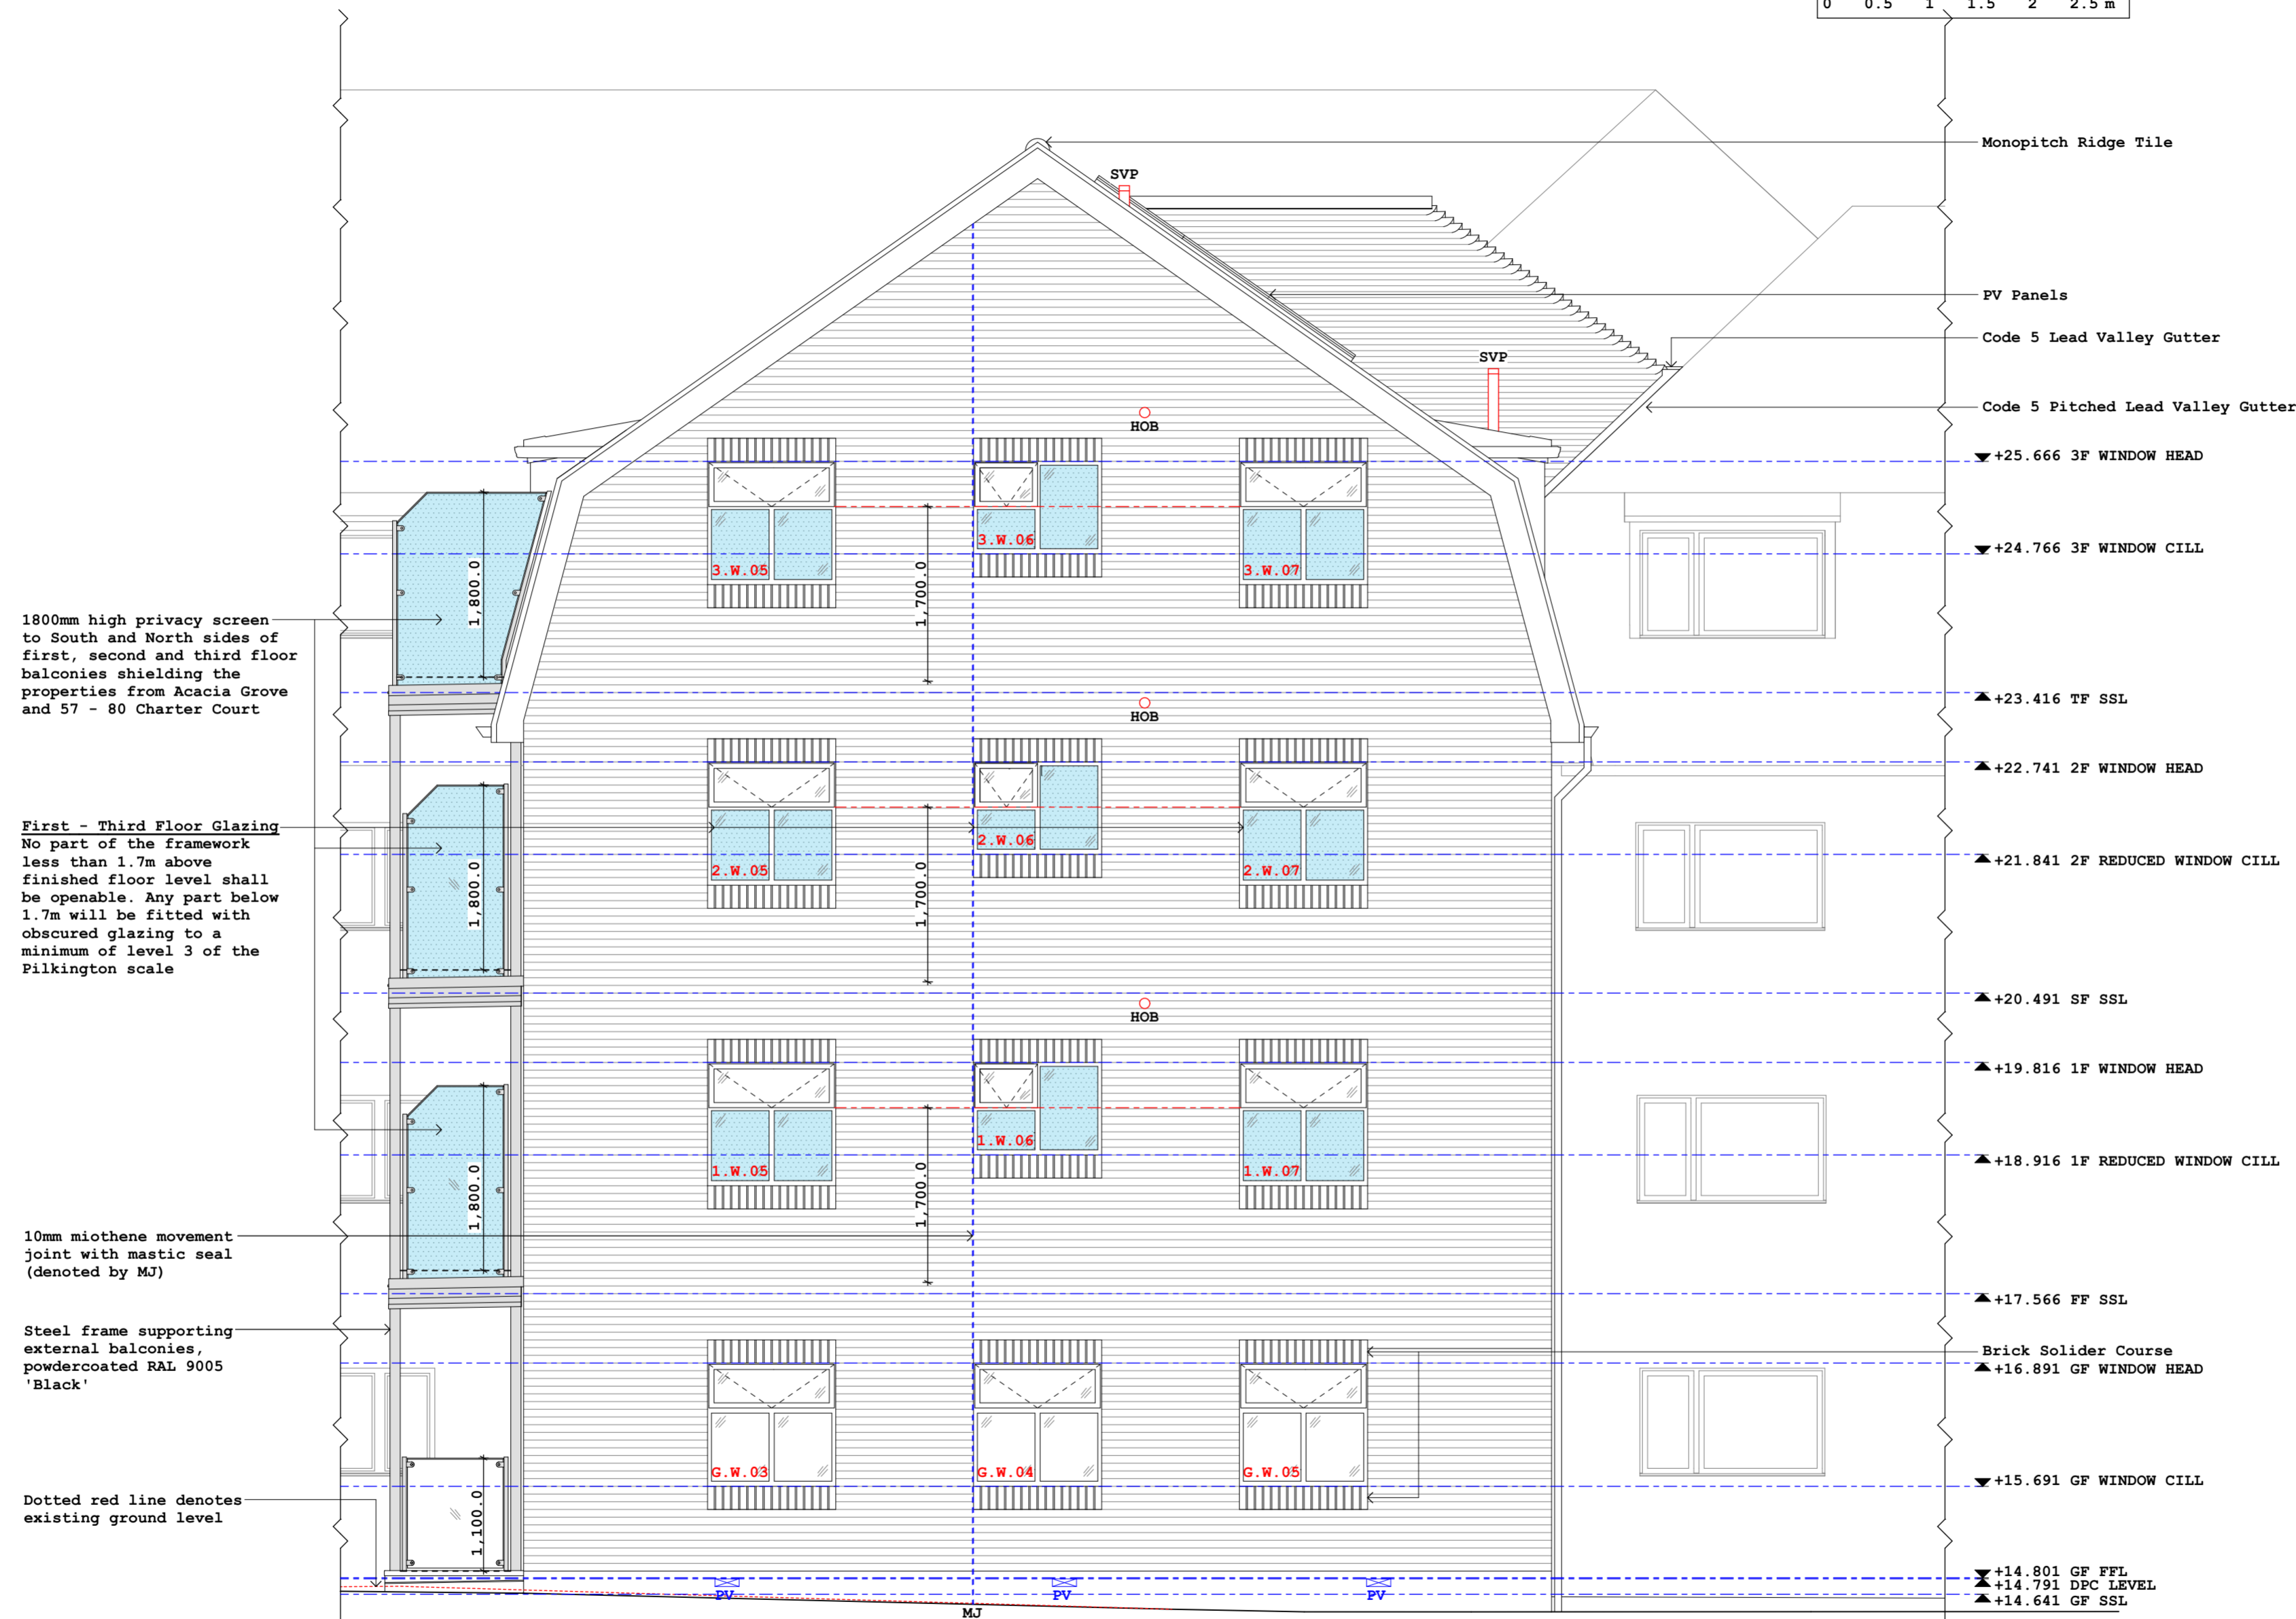 0 0.5 1 1.5 2 2.5 m
Monopitch Ridge Tile
SVP
PV Panels
Code 5 Lead Valley Gutter
SVP
Code 5 Pitched Lead Valley Gutter
HOB
+25.666 3F WINDOW HEAD
3.W.05
3.W.06
3.W.07
+24.766 3F WINDOW CILL
1,800.0
1,700.0
1800mm high privacy screen
to South and North sides of
first, second and third floor
balconies shielding the
properties from Acacia Grove
and 57 - 80 Charter Court
+23.416 TF SSL
HOB
+22.741 2F WINDOW HEAD
First - Third Floor Glazing
No part of the framework
less than 1.7m above
finished floor level shall
be openable. Any part below
1.7m will be fitted with
obscured glazing to a
minimum of level 3 of the
Pilkington scale
2.W.05
2.W.06
2.W.07
+21.841 2F REDUCED WINDOW CILL
1,800.0
1,700.0
+20.491 SF SSL
HOB
+19.816 1F WINDOW HEAD
1.W.05
1.W.06
1.W.07
+18.916 1F REDUCED WINDOW CILL
1,800.0
1,700.0
10mm miothene movement
joint with mastic seal
(denoted by MJ)
+17.566 FF SSL
Steel frame supporting
external balconies,
powdercoated RAL 9005
'Black'
Brick Solider Course
+16.891 GF WINDOW HEAD
G.W.03
G.W.04
G.W.05
+15.691 GF WINDOW CILL
Dotted red line denotes
existing ground level
1,100.0
+14.801 GF FFL
+14.791 DPC LEVEL
+14.641 GF SSL
PV
PV
PV
MJ